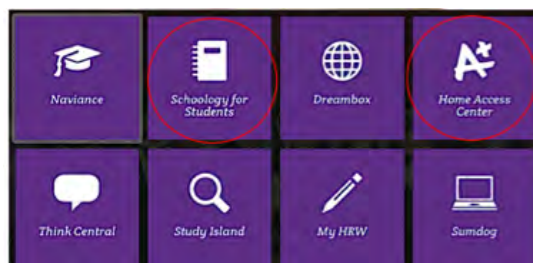 Naviance
Schoology for
Students
Dreambox
A+
Home Access
Center
Think Central
Study Island
My HRW
Sumdog